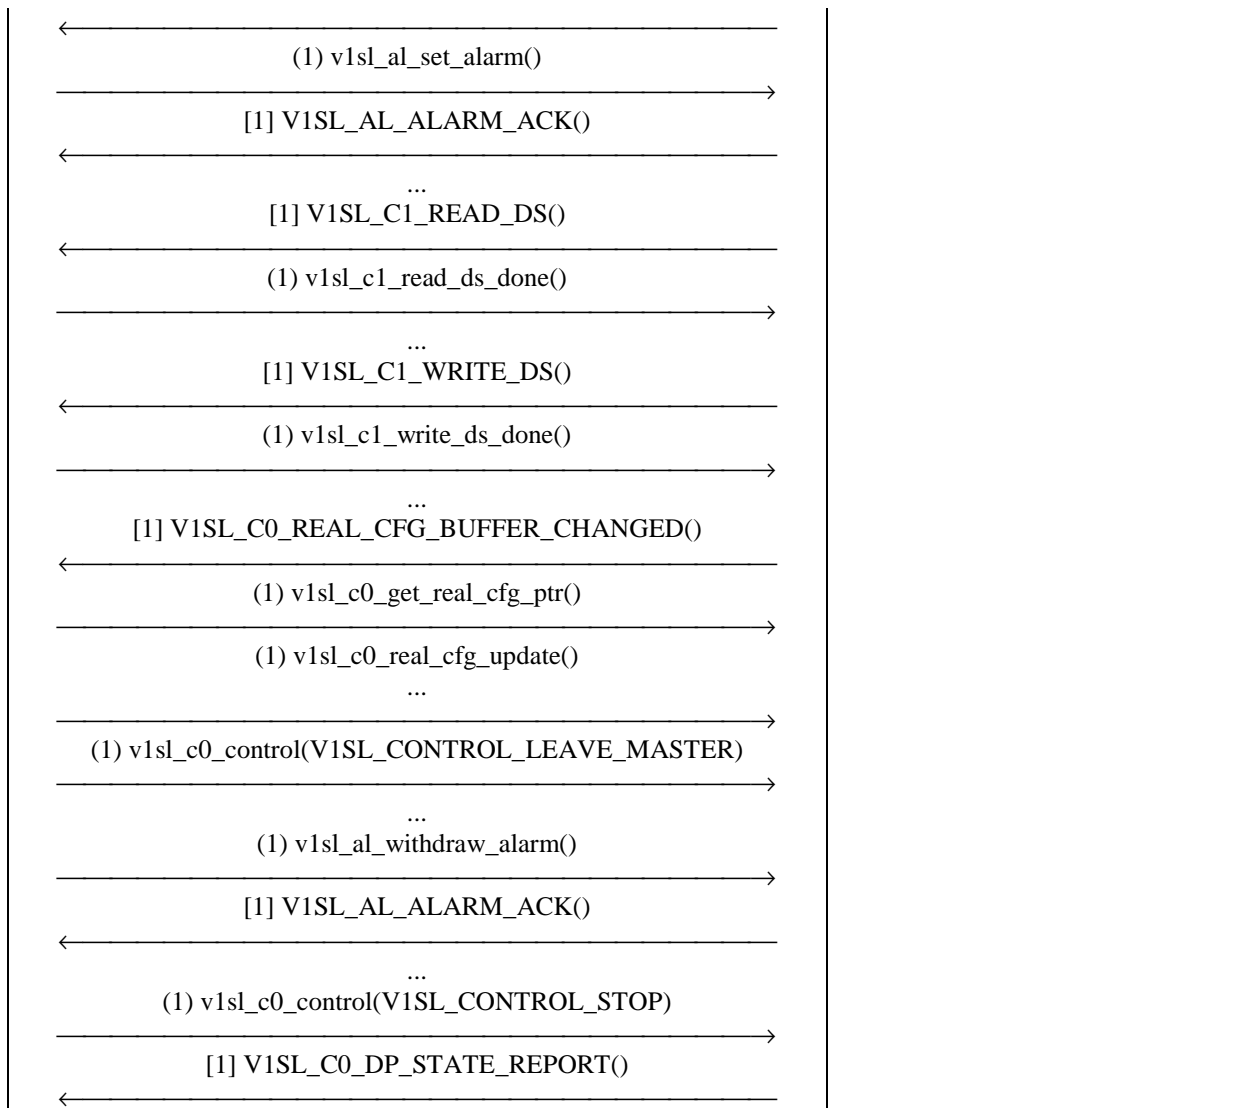 (1) v1sl_al_set_alarm()
[1] V1SL_AL_ALARM_ACK()
...
[1] V1SL_C1_READ_DS()
(1) v1sl_c1_read_ds_done()
...
[1] V1SL_C1_WRITE_DS()
(1) v1sl_c1_write_ds_done()
...
[1] V1SL_C0_REAL_CFG_BUFFER_CHANGED()
(1) v1sl_c0_get_real_cfg_ptr()
(1) v1sl_c0_real_cfg_update()
...
(1) v1sl_c0_control(V1SL_CONTROL_LEAVE_MASTER)
...
(1) v1sl_al_withdraw_alarm()
[1] V1SL_AL_ALARM_ACK()
...
(1) v1sl_c0_control(V1SL_CONTROL_STOP)
[1] V1SL_C0_DP_STATE_REPORT()